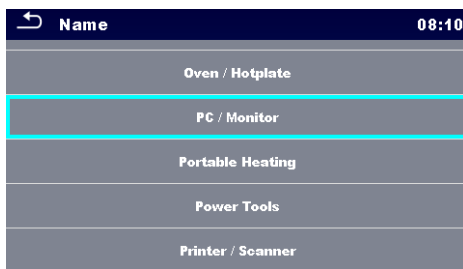 Name 08:10
Oven / Hotplate
PC / Monitor
Portable Heating
Power Tools
Printer / Scanner